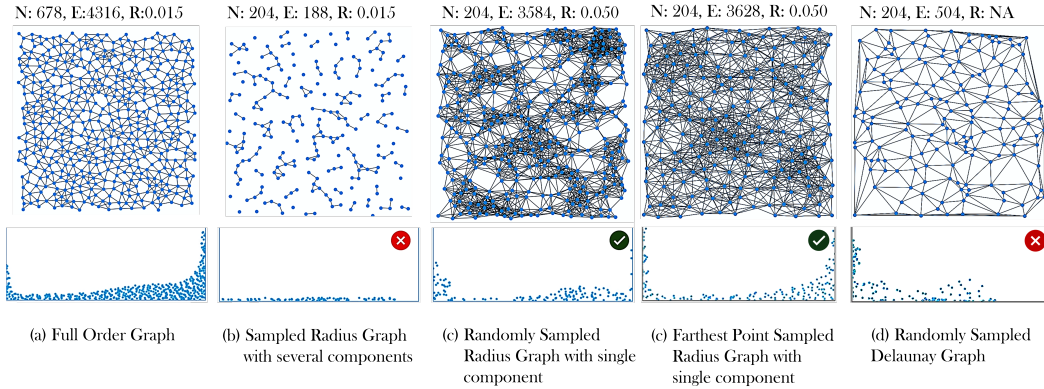 N: 678, E:4316, R:0.015
N: 204, E: 188, R: 0.015
N: 204, E: 3584, R: 0.050
N: 204, E: 3628, R: 0.050
N: 204, E: 504, R: NA
(a) Full Order Graph
(b) Sampled Radius Graph
with several components
(c) Randomly Sampled
Radius Graph with single
component
(c) Farthest Point Sampled
Radius Graph with
single component
(d) Randomly Sampled
Delaunay Graph